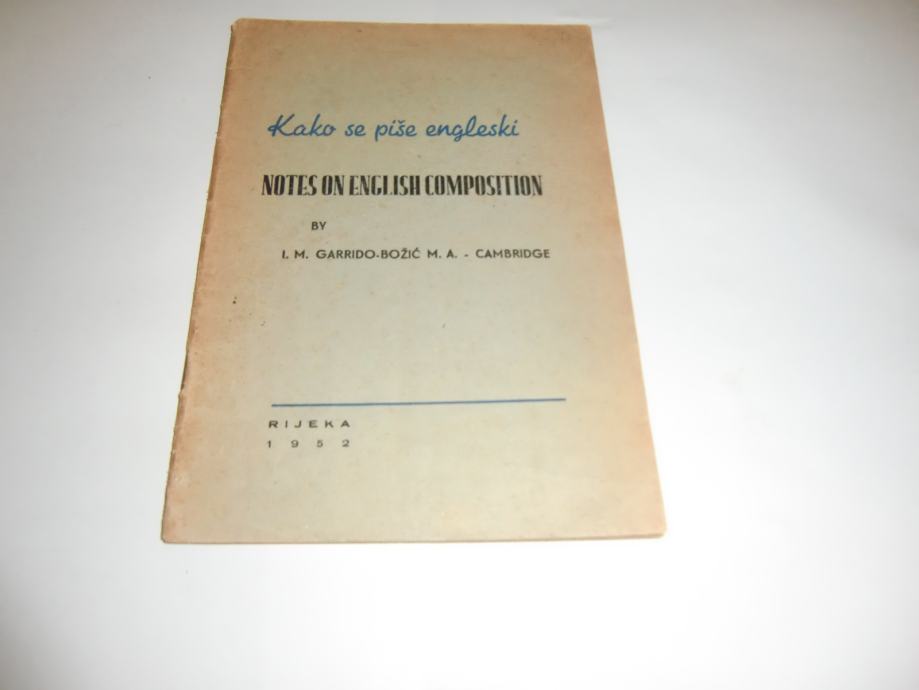 Kako se piše engleski
NOTES ON ENGLISH COMPOSITION
BY
I. M. GARRIDO-BOŽIĆ M. A. - CAMBRIDGE
RIJEKA
1952